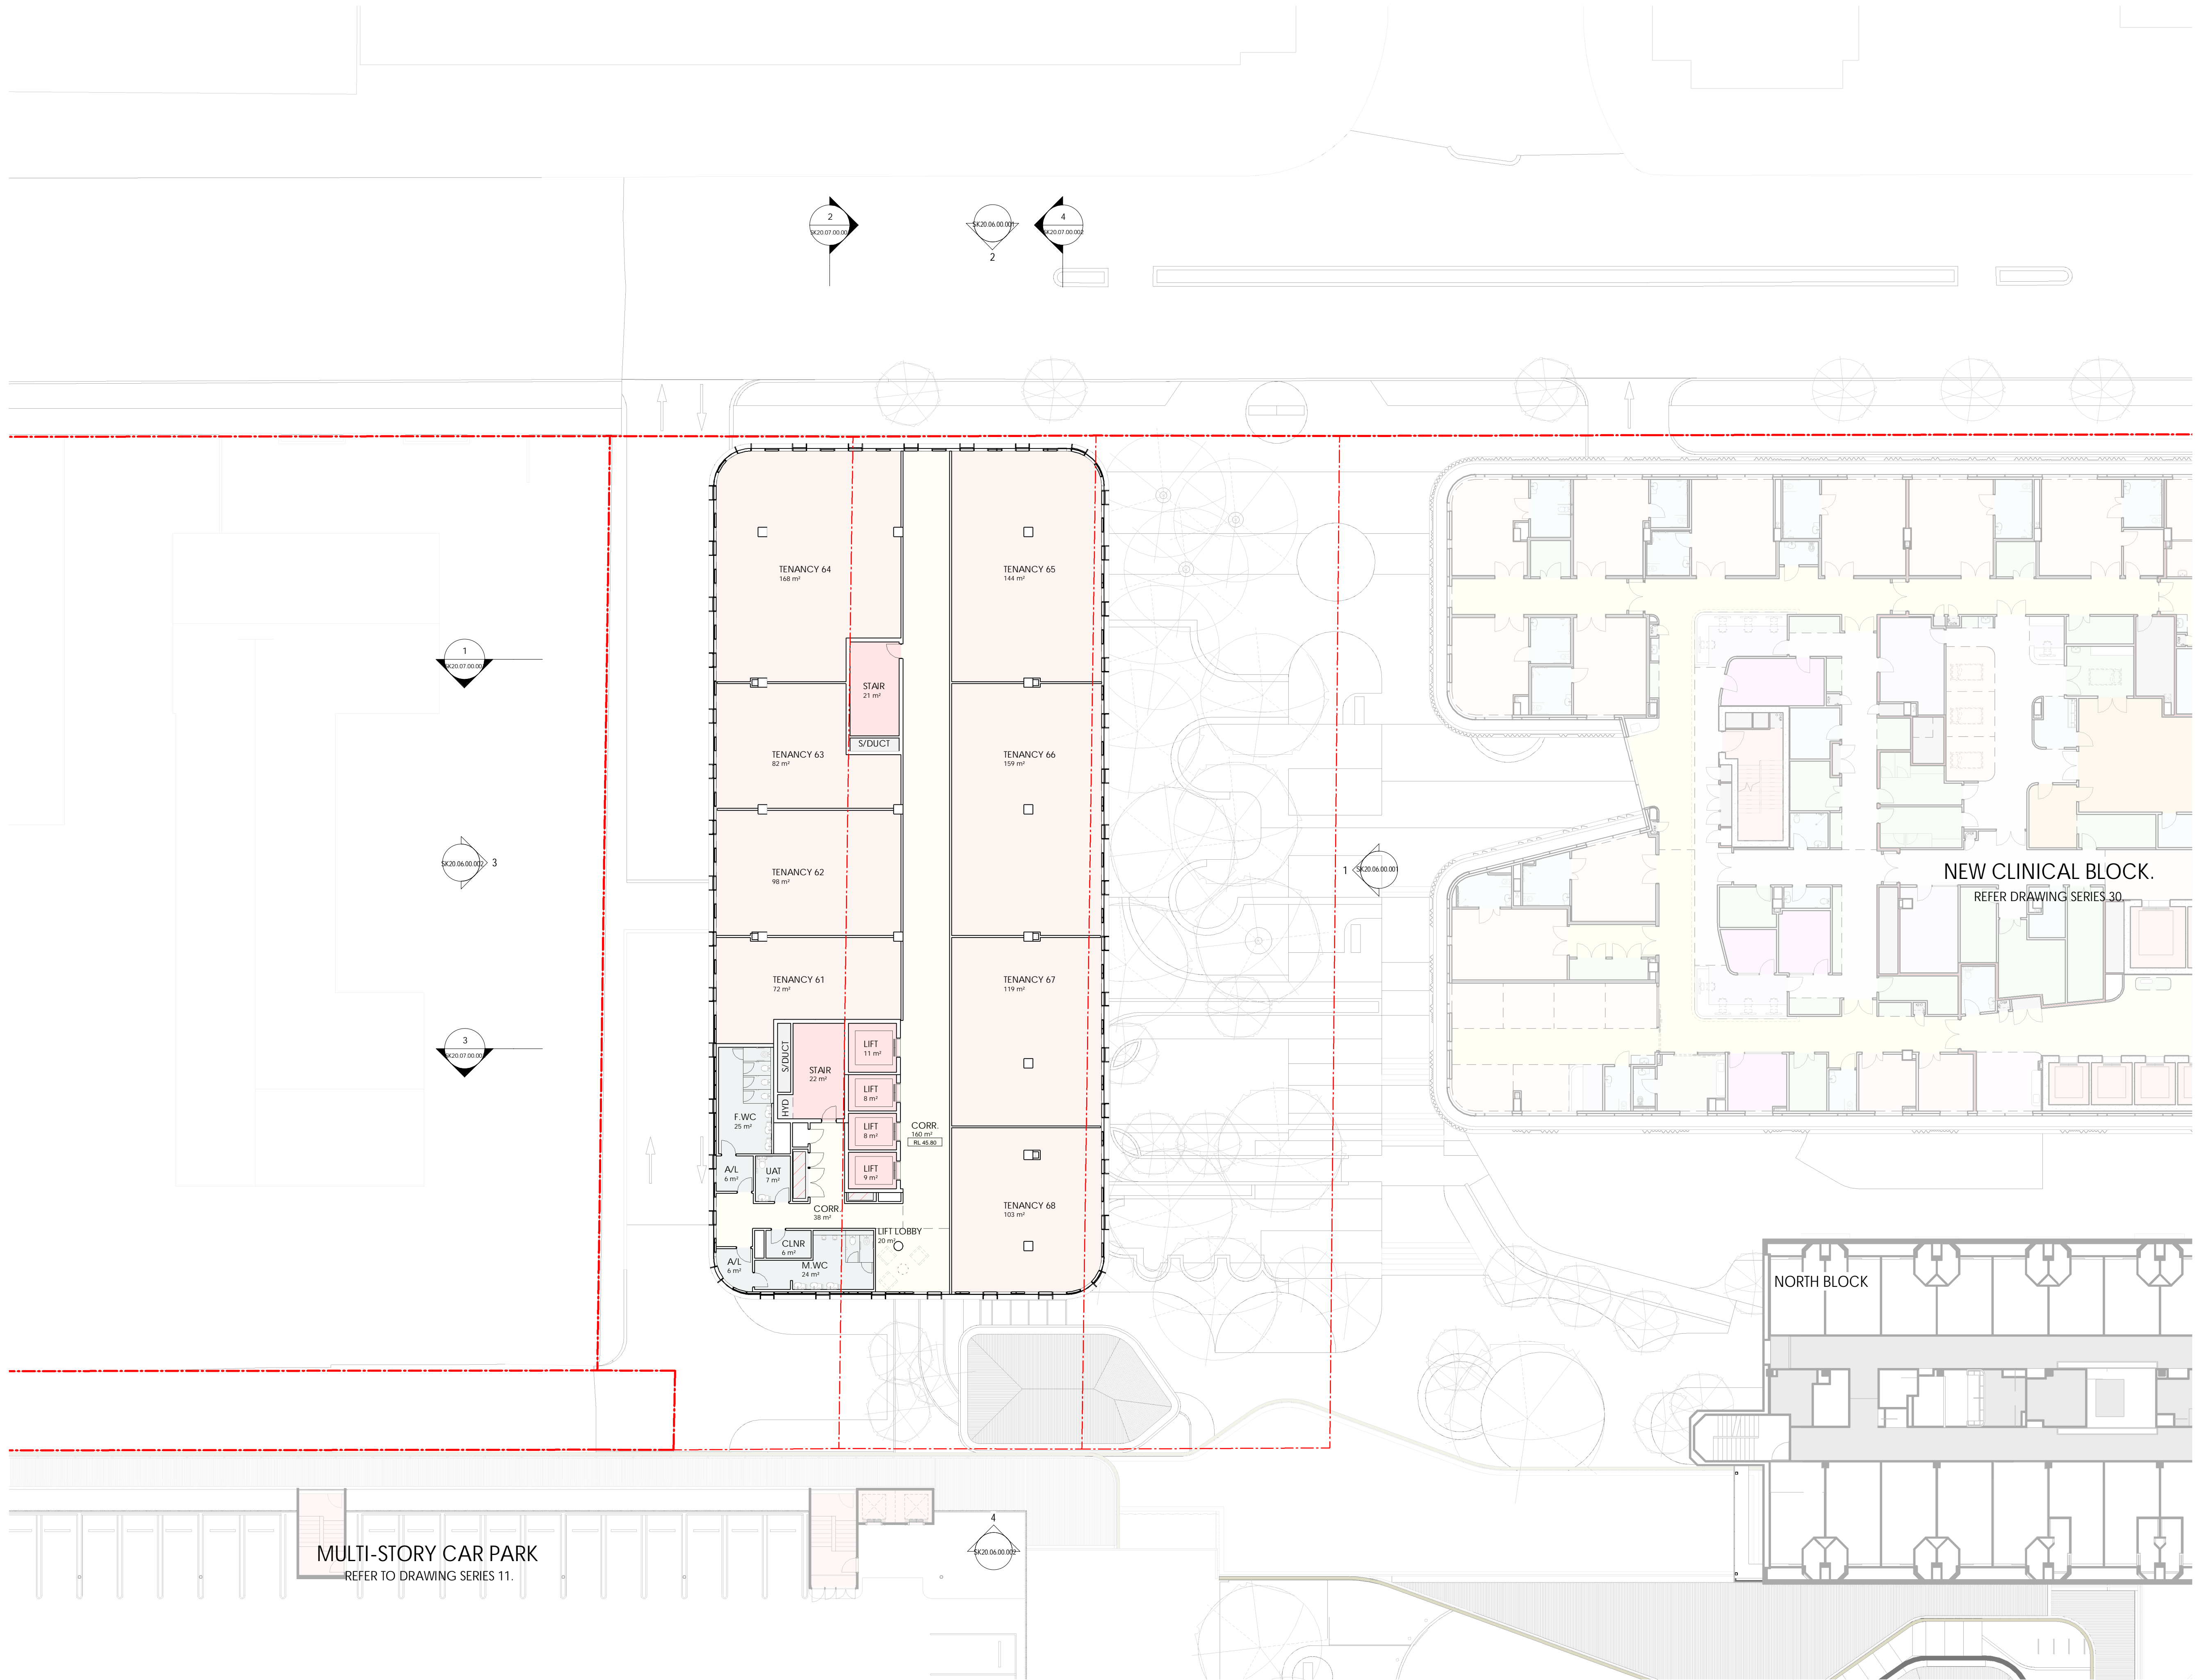 2
SK20.07.00.00
SK20.06.00.001
2
4
SK20.07.00.002
TENANCY 64
168 m²
TENANCY 65
144 m²
1
SK20.07.00.00
STAIR
21 m²
S/DUCT
TENANCY 63
82 m²
TENANCY 66
159 m²
SK20.06.00.002
3
TENANCY 62
98 m²
1
SK20.06.00.001
NEW CLINICAL BLOCK.
REFER DRAWING SERIES 30.
TENANCY 61
72 m²
TENANCY 67
119 m²
3
SK20.07.00.00
S/DUCT
STAIR
22 m²
HYD
LIFT
11 m²
LIFT
8 m²
LIFT
8 m²
LIFT
9 m²
F.WC
25 m²
CORR.
160 m²
RL 45.80
A/L
6 m²
UAT
7 m²
CORR.
38 m²
TENANCY 68
103 m²
LIFT LOBBY
20 m²
CLNR
6 m²
A/L
6 m²
M.WC
24 m²
NORTH BLOCK
4
SK20.06.00.002
MULTI-STORY CAR PARK
REFER TO DRAWING SERIES 11.